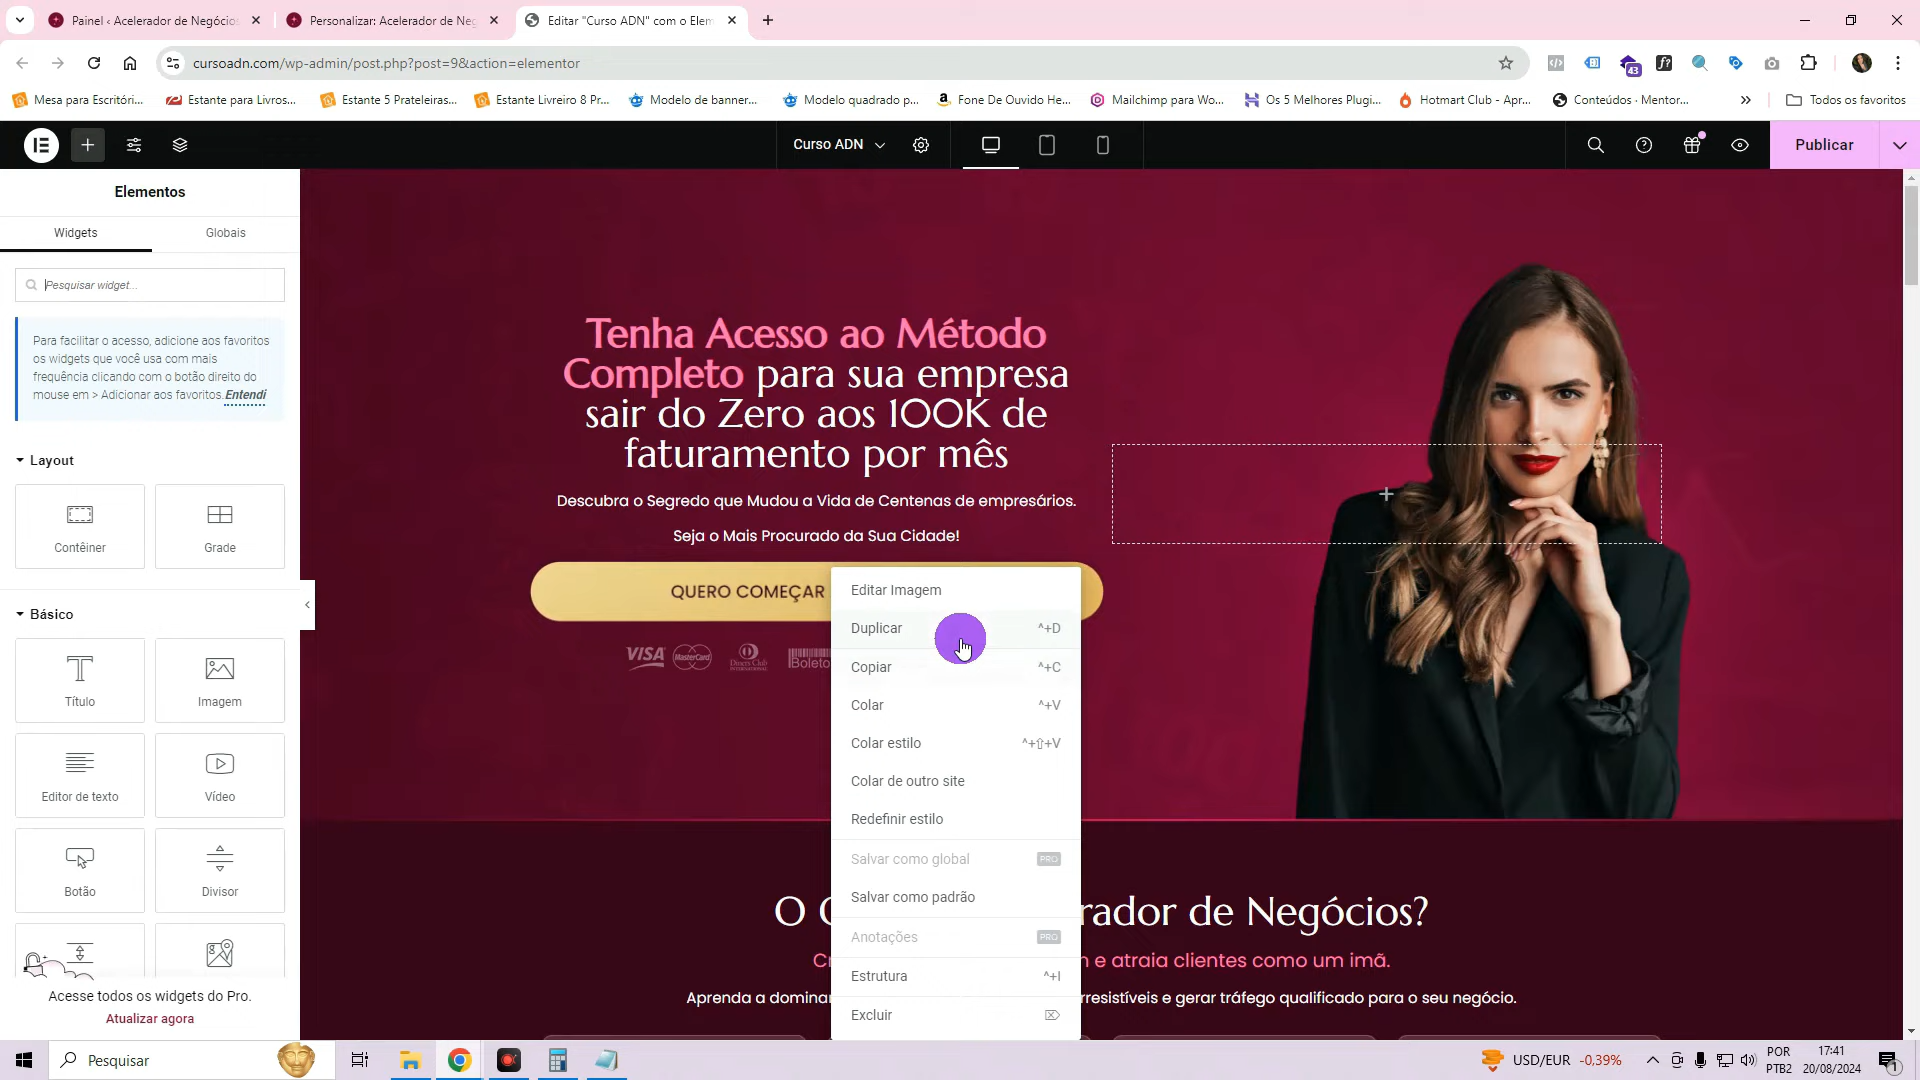 Painel ‹ Acelerador de Negócios
Personalizar: Acelerador de Neg
Editar "Curso ADN" com o Elem
cursoadn.com/wp-admin/post.php?post=9&action=elementor
43
f?
Mesa para Escritóri...
Estante para Livros...
Estante 5 Prateleiras...
Estante Livreiro 8 Pr...
Modelo de banner...
Modelo quadrado p...
Fone De Ouvido He...
Mailchimp para Wo...
Os 5 Melhores Plugi...
Hotmart Club - Apr...
Conteúdos · Mentor...
»
Todos os favoritos
Curso ADN
Publicar
Elementos
Widgets
Globais
Pesquisar widget...
Para facilitar o acesso, adicione aos favoritos
os widgets que você usa com mais
frequência clicando com o botão direito do
mouse em > Adicionar aos favoritos. Entendi
Layout
Contêiner
Grade
Básico
Título
Imagem
Editor de texto
Vídeo
Botão
Divisor
Acesse todos os widgets do Pro.
Atualizar agora
Tenha Acesso ao Método
Completo para sua empresa
sair do Zero aos 100K de
faturamento por mês
Descubra o Segredo que Mudou a Vida de Centenas de empresários.
Seja o Mais Procurado da Sua Cidade!
QUERO COMEÇAR
VISA
MasterCard
Diners Club
INTERNATIONAL
Boleto
Editar Imagem
Duplicar ^+D
Copiar ^+C
Colar ^+V
Colar estilo ^+⇧+V
Colar de outro site
Redefinir estilo
Salvar como global PRO
Salvar como padrão
Anotações PRO
Estrutura ^+I
Excluir ⌦
O C
rador de Negócios?
Cr
n e atraia clientes como um imã.
Aprenda a dominar
rresistíveis e gerar tráfego qualificado para o seu negócio.
Pesquisar
USD/EUR -0,39%
POR
PTB2
17:41
20/08/2024
1